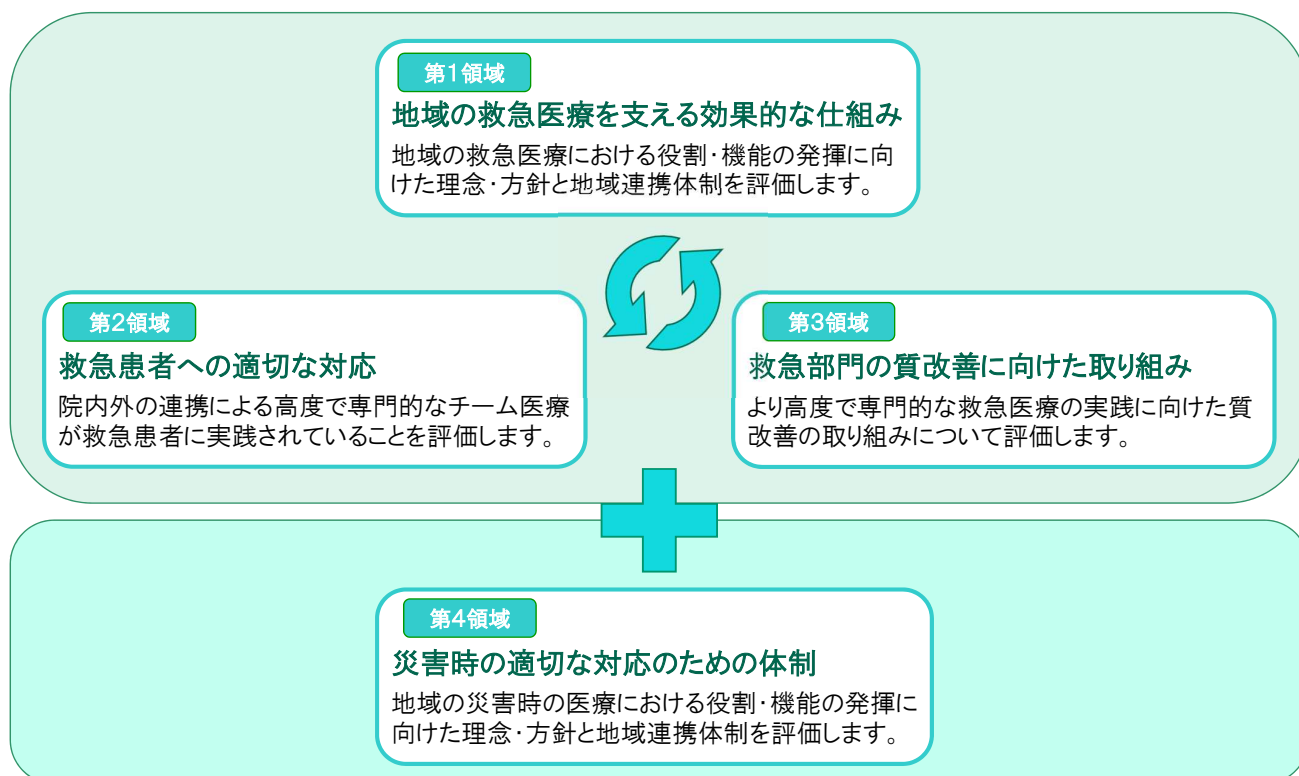 第1領域
地域の救急医療を支える効果的な仕組み
地域の救急医療における役割・機能の発揮に向
けた理念・方針と地域連携体制を評価します。
第2領域
救急患者への適切な対応
院内外の連携による高度で専門的なチーム医療
が救急患者に実践されていることを評価します。
第3領域
救急部門の質改善に向けた取り組み
より高度で専門的な救急医療の実践に向けた質
改善の取り組みについて評価します。
第4領域
災害時の適切な対応のための体制
地域の災害時の医療における役割・機能の発揮に
向けた理念・方針と地域連携体制を評価します。